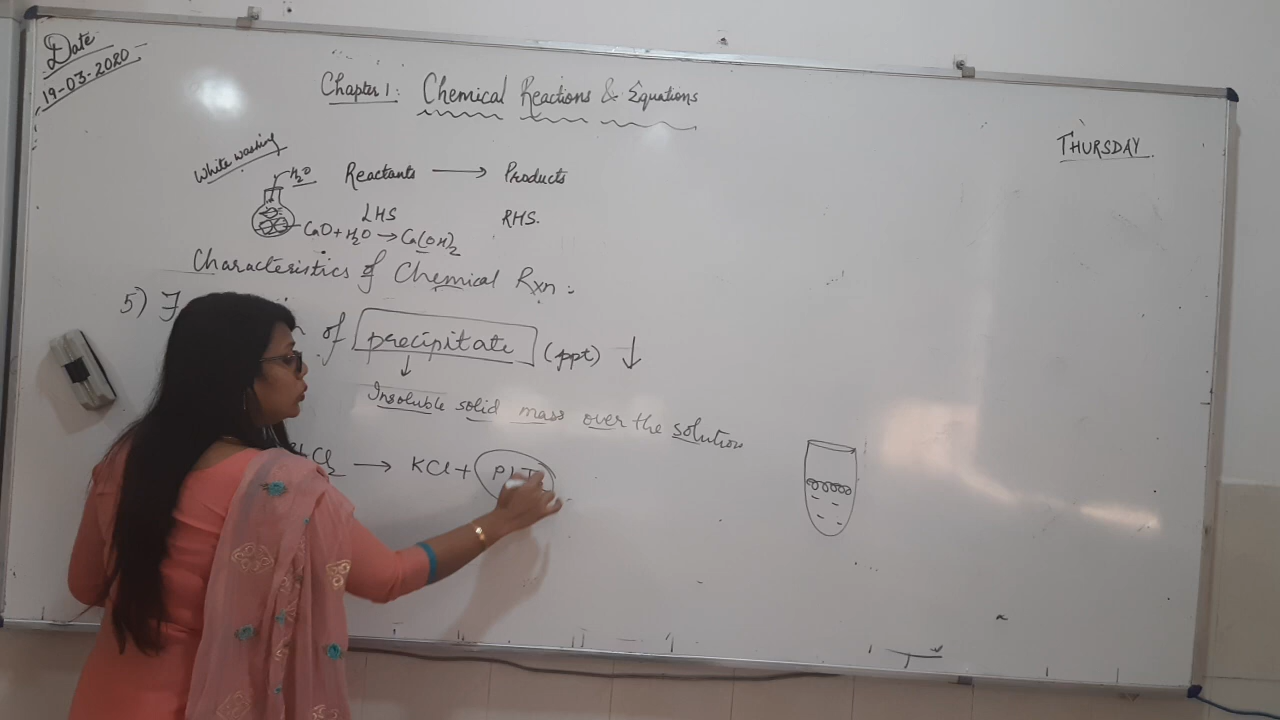 Date
19-03-2020
Chapter 1: Chemical Reactions & Equations
THURSDAY
White washing
H₂O
Reactants → Products
LHS RHS.
CaO + H₂O → Ca(OH)₂
Characteristics of Chemical Rxn:
5) of precipitate (ppt) ↓
↓
Insoluble solid mass over the solution
Cl₂ → KCl +